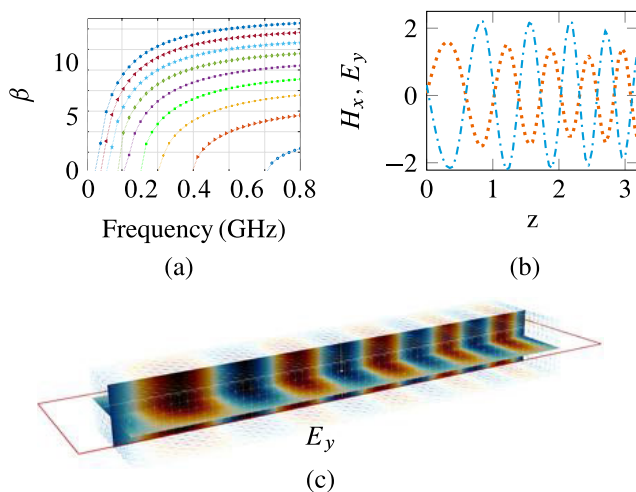 10
5
0
β
0 0.2 0.4 0.6 0.8
Frequency (GHz)
(a)
2
0
−2
H_x, E_y
0 1 2 3
z
(b)
E_y
(c)